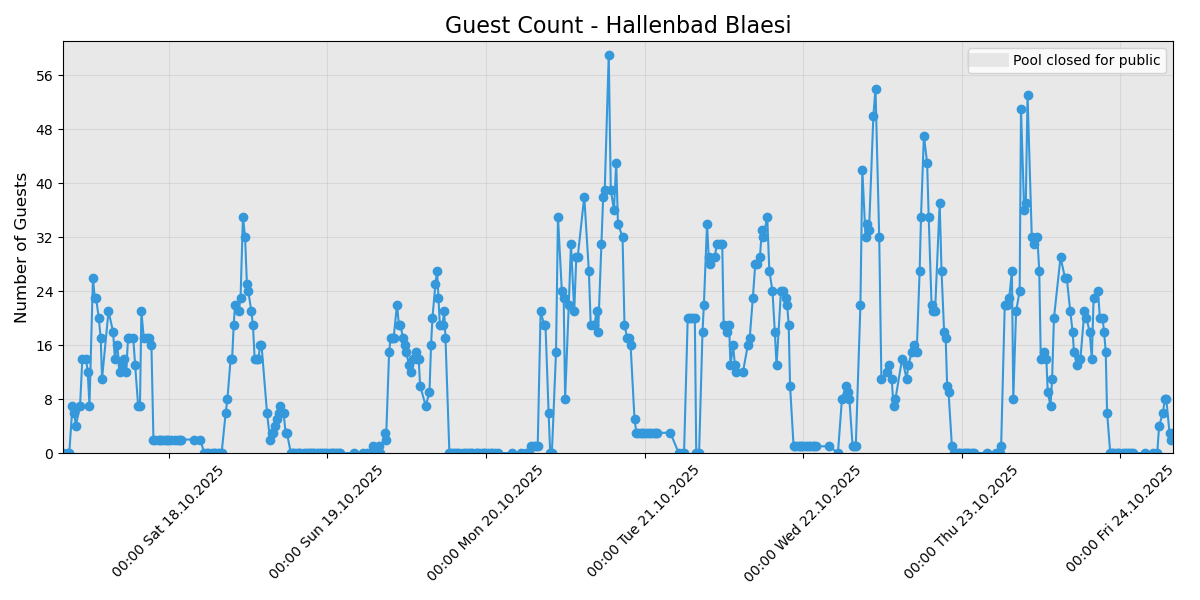 Guest Count - Hallenbad Blaesi
Pool closed for public
Number of Guests
56
48
40
32
24
16
8
0
00:00 Sat 18.10.2025
00:00 Sun 19.10.2025
00:00 Mon 20.10.2025
00:00 Tue 21.10.2025
00:00 Wed 22.10.2025
00:00 Thu 23.10.2025
00:00 Fri 24.10.2025